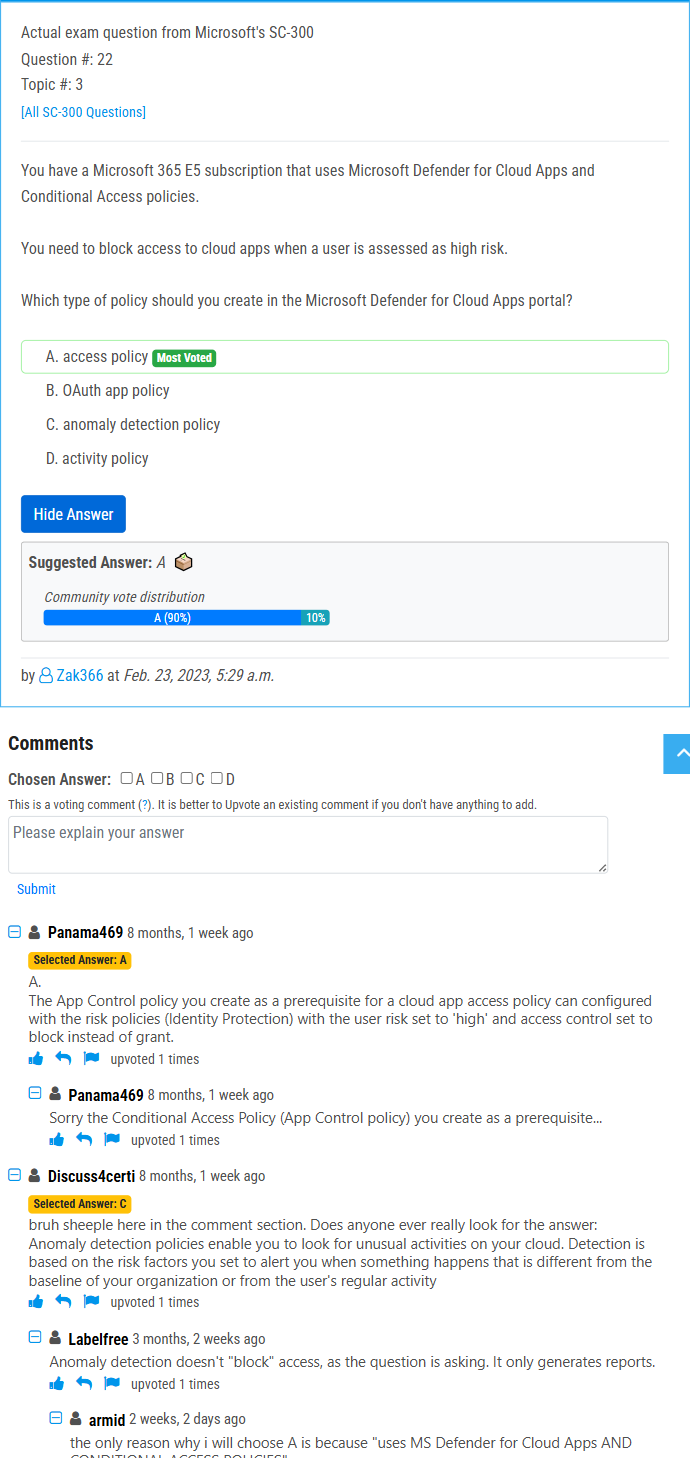 Actual exam question from Microsoft's SC-300
Question #: 22
Topic #: 3
[All SC-300 Questions]
You have a Microsoft 365 E5 subscription that uses Microsoft Defender for Cloud Apps and
Conditional Access policies.
You need to block access to cloud apps when a user is assessed as high risk.
Which type of policy should you create in the Microsoft Defender for Cloud Apps portal?
A. access policy Most Voted
B. OAuth app policy
C. anomaly detection policy
D. activity policy
Hide Answer
Suggested Answer: A
Community vote distribution
A (90%) 10%
by Zak366 at Feb. 23, 2023, 5:29 a.m.
Comments
Chosen Answer: A B C D
This is a voting comment (?). It is better to Upvote an existing comment if you don't have anything to add.
Please explain your answer
Submit
Panama469 8 months, 1 week ago
Selected Answer: A
A.
The App Control policy you create as a prerequisite for a cloud app access policy can configured
with the risk policies (Identity Protection) with the user risk set to 'high' and access control set to
block instead of grant.
upvoted 1 times
Panama469 8 months, 1 week ago
Sorry the Conditional Access Policy (App Control policy) you create as a prerequisite...
upvoted 1 times
Discuss4certi 8 months, 1 week ago
Selected Answer: C
bruh sheeple here in the comment section. Does anyone ever really look for the answer:
Anomaly detection policies enable you to look for unusual activities on your cloud. Detection is
based on the risk factors you set to alert you when something happens that is different from the
baseline of your organization or from the user's regular activity
upvoted 1 times
Labelfree 3 months, 2 weeks ago
Anomaly detection doesn't "block" access, as the question is asking. It only generates reports.
upvoted 1 times
armid 2 weeks, 2 days ago
the only reason why i will choose A is because "uses MS Defender for Cloud Apps AND
CONDITIONAL ACCESS POLICIES"